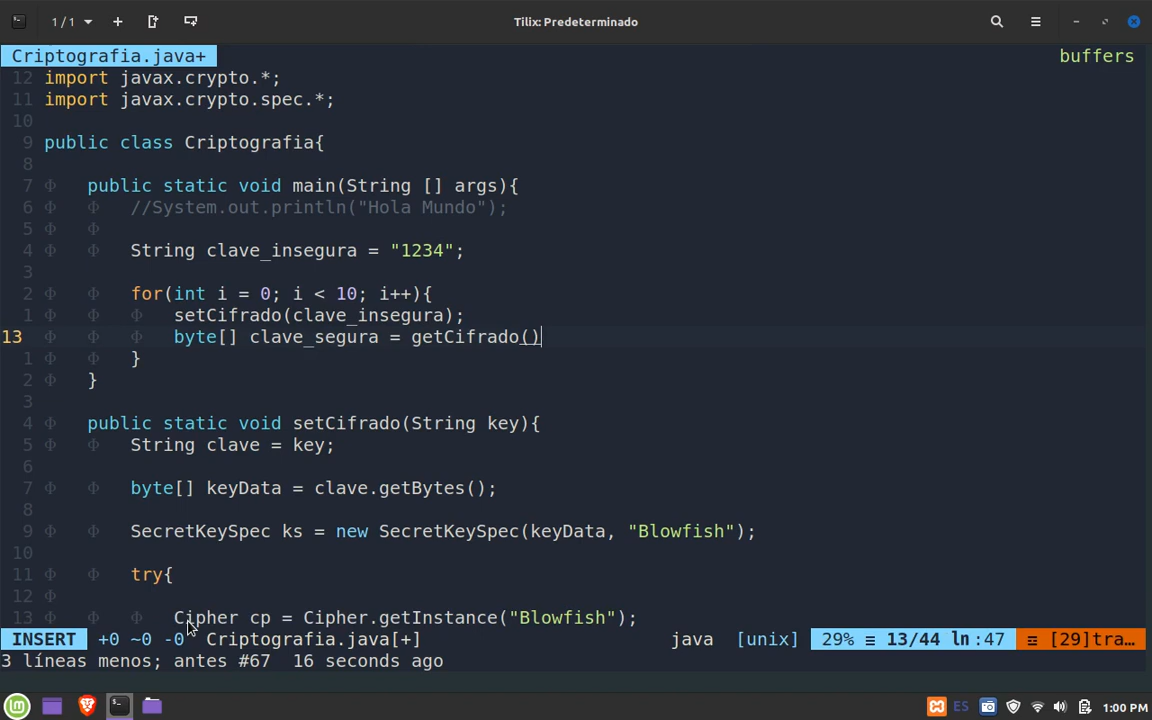 1 / 1
Tilix: Predeterminado
Criptografia.java+ buffers
12 import javax.crypto.*;
11 import javax.crypto.spec.*;
10
9 public class Criptografia{
8
7 Φ public static void main(String [] args){
6 Φ Φ //System.out.println("Hola Mundo");
5 Φ Φ
4 Φ Φ String clave_insegura = "1234";
3
2 Φ Φ for(int i = 0; i < 10; i++){
1 Φ Φ Φ setCifrado(clave_insegura);
13 Φ Φ Φ byte[] clave_segura = getCifrado()
1 Φ Φ }
2 Φ }
3
4 Φ public static void setCifrado(String key){
5 Φ Φ String clave = key;
6
7 Φ Φ byte[] keyData = clave.getBytes();
8
9 Φ Φ SecretKeySpec ks = new SecretKeySpec(keyData, "Blowfish");
10
11 Φ Φ try{
12
13 Φ Φ Φ Cipher cp = Cipher.getInstance("Blowfish");
INSERT +0 ~0 -0 Criptografia.java[+] java [unix] 29% ≡ 13/44 ln :47 ☲ [29]tra…
3 líneas menos; antes #67 16 seconds ago
ES 1:00 PM